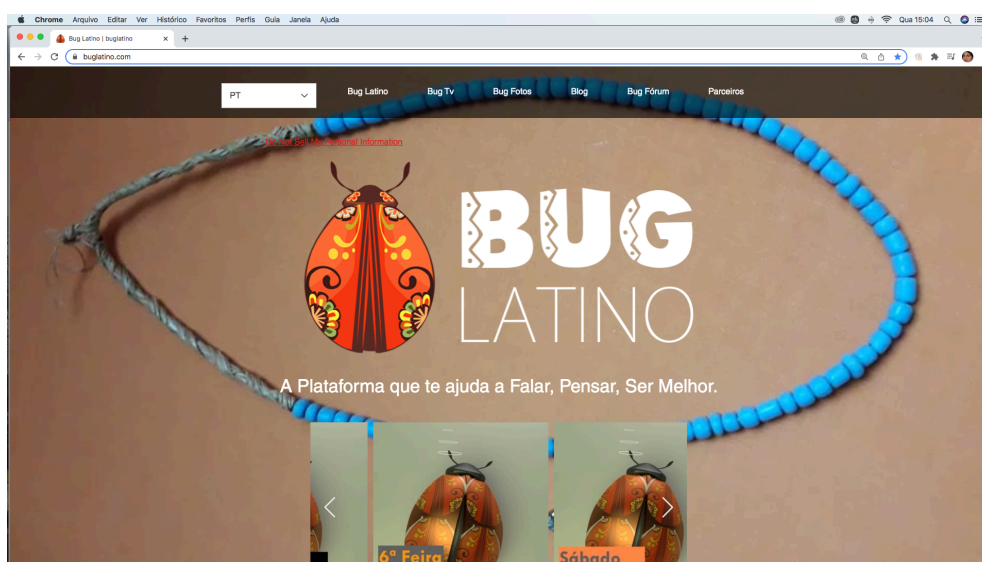 Chrome Arquivo Editar Ver Histórico Favoritos Perfis Guia Janela Ajuda Qua 15:04
Bug Latino | buglatino
buglatino.com
PT Bug Latino Bug Tv Bug Fotos Blog Bug Fórum Parceiros
Do Not Sell My Personal Information
BUG
LATINO
A Plataforma que te ajuda a Falar, Pensar, Ser Melhor.
6ª Feira Sábado